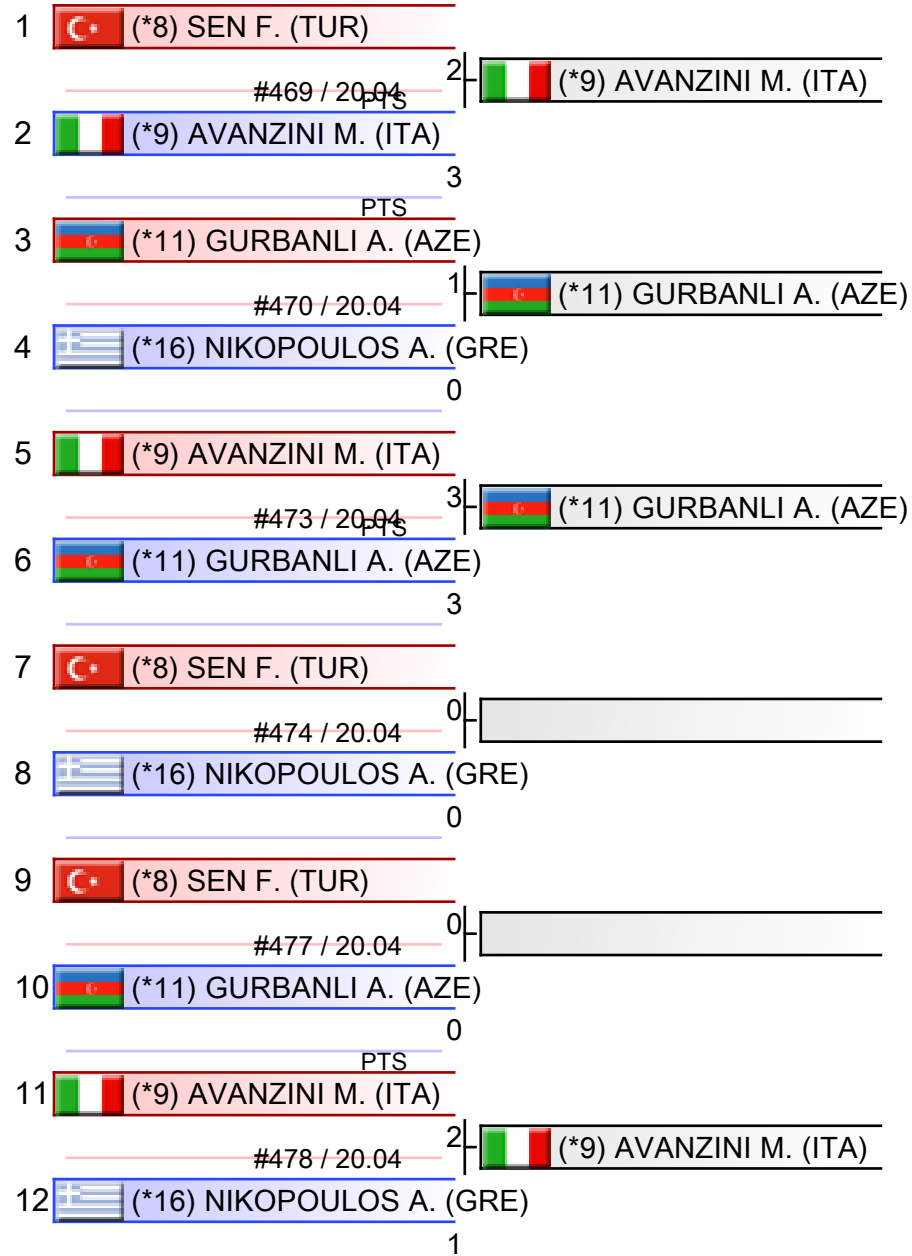 1 (*8) SEN F. (TUR)
2 (*9) AVANZINI M. (ITA)
#469 / 20.04
PTS
2 (*9) AVANZINI M. (ITA)
3
PTS
3 (*11) GURBANLI A. (AZE)
1 (*11) GURBANLI A. (AZE)
#470 / 20.04
4 (*16) NIKOPOULOS A. (GRE)
0
5 (*9) AVANZINI M. (ITA)
3 (*11) GURBANLI A. (AZE)
#473 / 20.04
PTS
6 (*11) GURBANLI A. (AZE)
3
7 (*8) SEN F. (TUR)
0
#474 / 20.04
8 (*16) NIKOPOULOS A. (GRE)
0
9 (*8) SEN F. (TUR)
0
#477 / 20.04
10 (*11) GURBANLI A. (AZE)
0
PTS
11 (*9) AVANZINI M. (ITA)
2 (*9) AVANZINI M. (ITA)
#478 / 20.04
12 (*16) NIKOPOULOS A. (GRE)
1